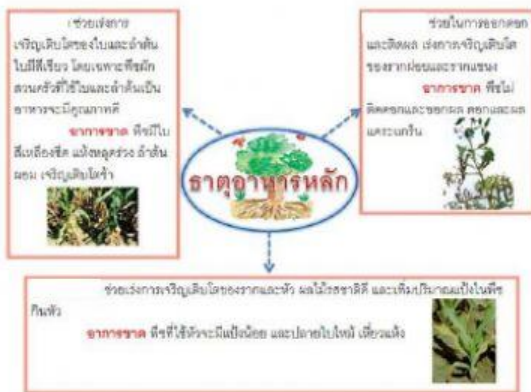 ช่วยเร่งการ
เจริญเติบโตของใบและลำต้น
ใบมีสีเขียว โดยเฉพาะพืชผัก
สวนครัวที่ใช้ใบและลำต้นเป็น
อาหารจะมีคุณภาพดี
อาการขาด พืชมีใบ
สีเหลืองซีด แห้งหลุดร่วง ลำต้น
ผอม เจริญเติบโตช้า
ช่วยในการออกดอก
และติดผล เร่งการเจริญเติบโต
ของรากฝอยและรากแขนง
อาการขาด พืชไม่
ติดดอกและออกผล ดอกและผล
แคระแกร็น
ธาตุอาหารหลัก
ช่วยเร่งการเจริญเติบโตของรากและหัว ผลไม้รสชาติดี และเพิ่มปริมาณแป้งในพืช
กินหัว
อาการขาด พืชที่ใช้หัวจะมีแป้งน้อย และปลายใบไหม้ เหี่ยวแห้ง